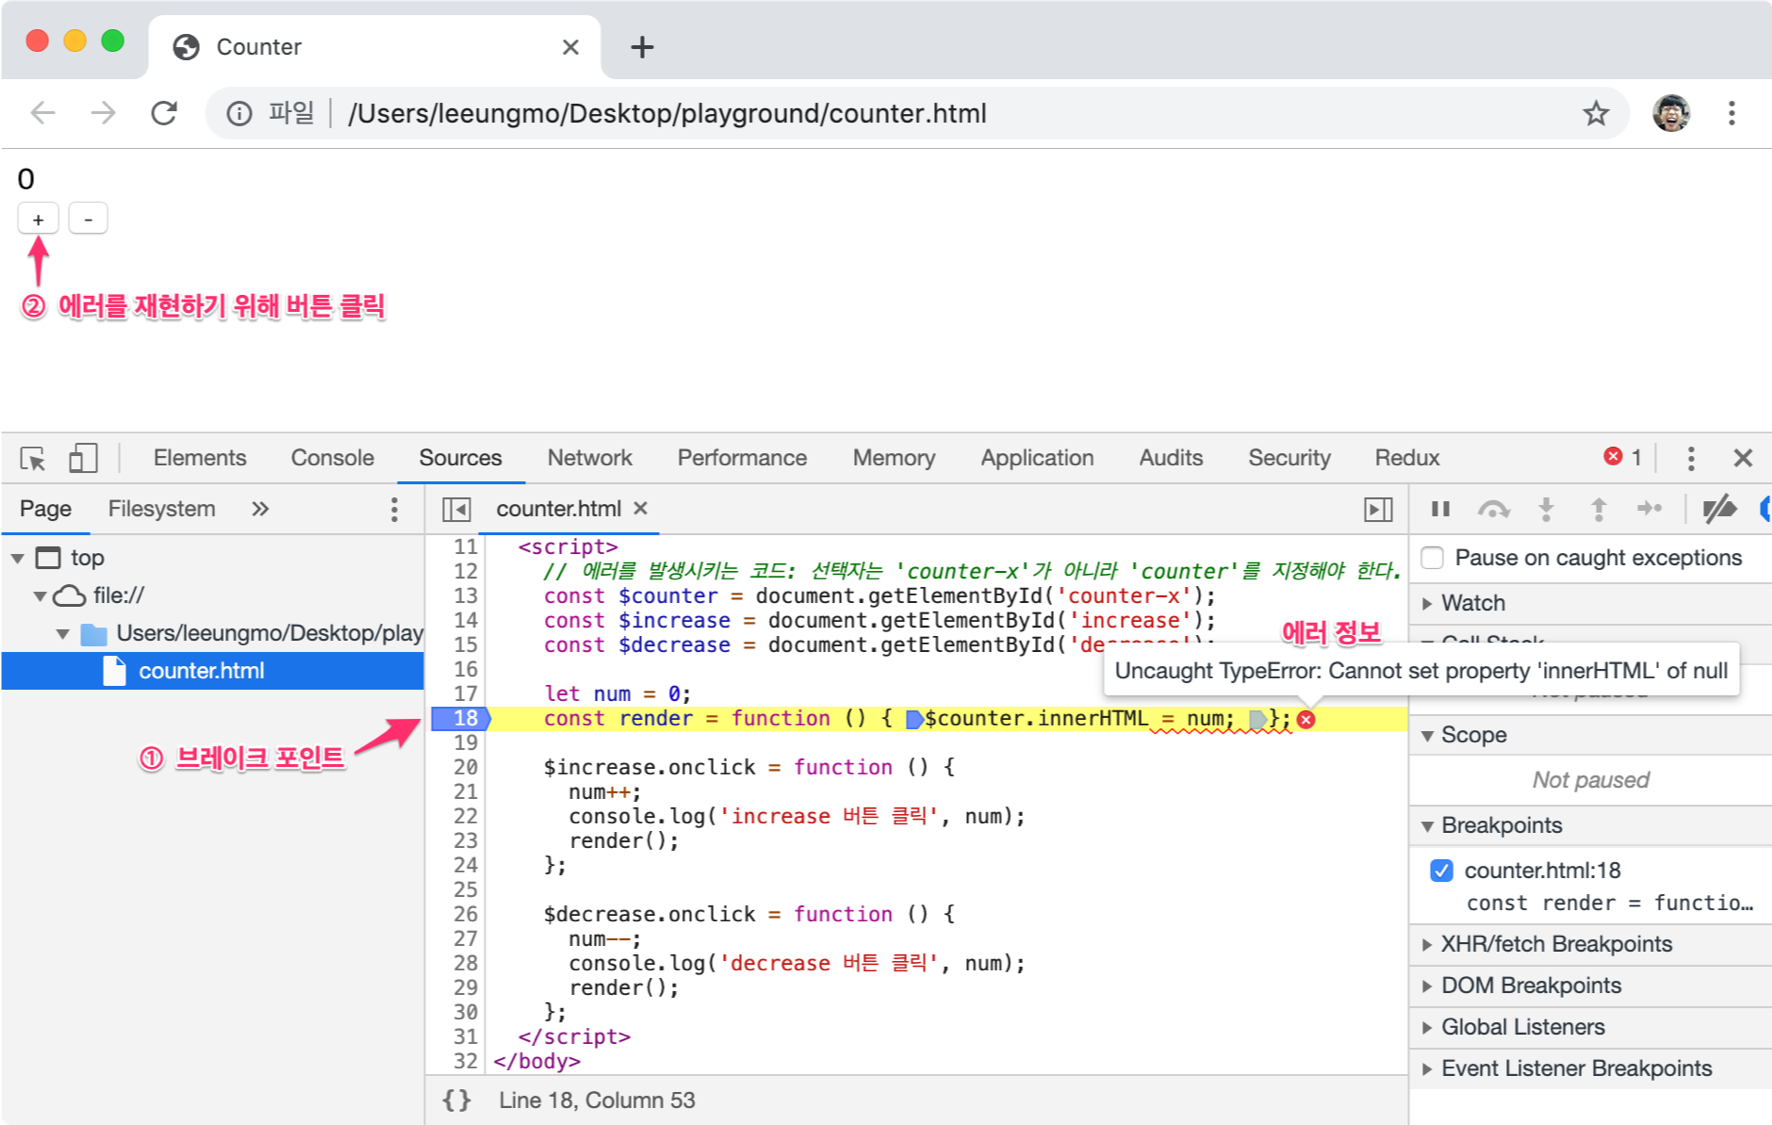 Counter
파일 /Users/leeungmo/Desktop/playground/counter.html
0
+ -
② 에러를 재현하기 위해 버튼 클릭
Elements Console Sources Network Performance Memory Application Audits Security Redux 1
Page Filesystem »
counter.html
top
file://
Users/leeungmo/Desktop/play
counter.html
① 브레이크 포인트
11 <script>
12 // 에러를 발생시키는 코드: 선택자는 'counter-x'가 아니라 'counter'를 지정해야 한다.
13 const $counter = document.getElementById('counter-x');
14 const $increase = document.getElementById('increase');
15 const $decrease = document.getElementById('decrease');
에러 정보
Uncaught TypeError: Cannot set property 'innerHTML' of null
16
17 let num = 0;
18 const render = function () { $counter.innerHTML = num; };
19
20 $increase.onclick = function () {
21 num++;
22 console.log('increase 버튼 클릭', num);
23 render();
24 };
25
26 $decrease.onclick = function () {
27 num--;
28 console.log('decrease 버튼 클릭', num);
29 render();
30 };
31 </script>
32 </body>
{} Line 18, Column 53
Pause on caught exceptions
Watch
Call Stack
Not paused
Scope
Not paused
Breakpoints
counter.html:18
const render = functio…
XHR/fetch Breakpoints
DOM Breakpoints
Global Listeners
Event Listener Breakpoints